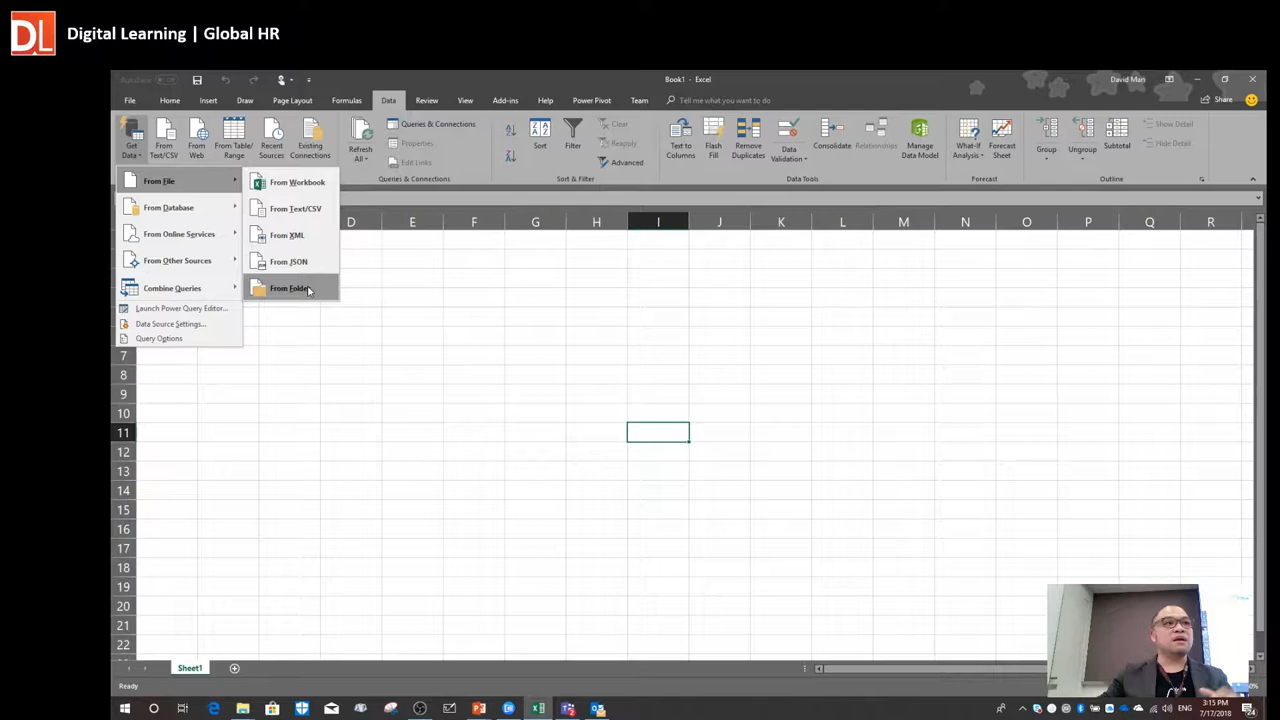 DL Digital Learning | Global HR
AutoSave Off
Book1 - Excel
David Man
File Home Insert Draw Page Layout Formulas Data Review View Add-ins Help Power Pivot Team Tell me what you want to do Share
Get Data
From Text/CSV
From Web
From Table/ Range
Recent Sources
Existing Connections
Refresh All
Queries & Connections
Properties
Edit Links
Queries & Connections
Sort
Filter
Clear
Reapply
Advanced
Text to Columns
Flash Fill
Remove Duplicates
Data Validation
Consolidate
Relationships
Manage Data Model
Data Tools
What-If Analysis
Forecast Sheet
Forecast
Group
Ungroup
Subtotal
Show Detail
Hide Detail
Outline
From File
From Database
From Online Services
From Other Sources
Combine Queries
Launch Power Query Editor...
Data Source Settings...
Query Options
From Workbook
From Text/CSV
From XML
From JSON
From Folder
D E F G H I J K L M N O P Q R
7
8
9
10
11
12
13
14
15
16
17
18
19
20
21
22
Sheet1
Ready
ENG
3:15 PM
7/17/2018
24